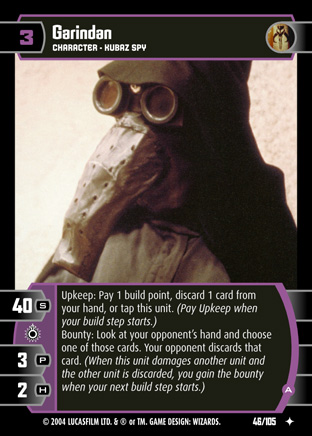 3
Garindan
CHARACTER • KUBAZ SPY
40 S
3 P
2 H
Upkeep: Pay 1 build point, discard 1 card from
your hand, or tap this unit. (Pay Upkeep when
your build step starts.)
Bounty: Look at your opponent's hand and choose
one of those cards. Your opponent discards that
card. (When this unit damages another unit and
the other unit is discarded, you gain the bounty
when your next build step starts.)
A
© 2004 LUCASFILM LTD. & ® or TM. GAME DESIGN: WIZARDS.
46/105